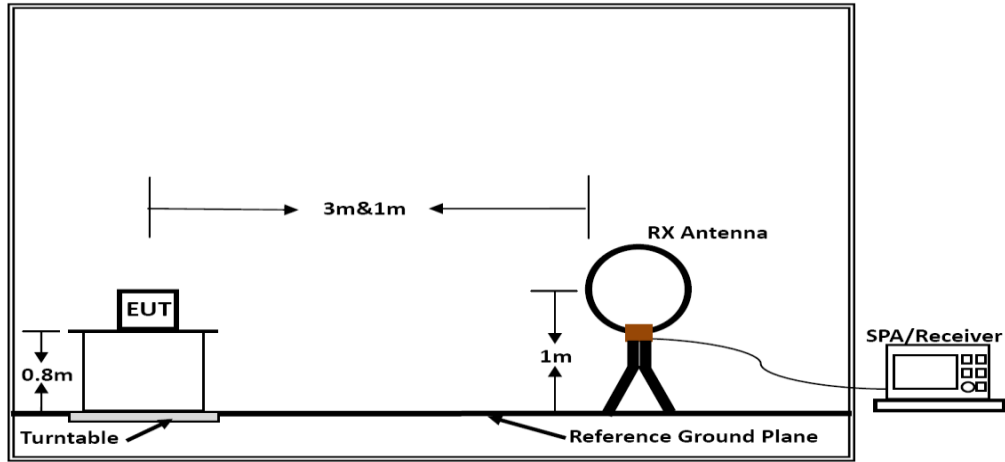 3m&1m
RX Antenna
EUT
SPA/Receiver
1m
0.8m
Turntable
Reference Ground Plane